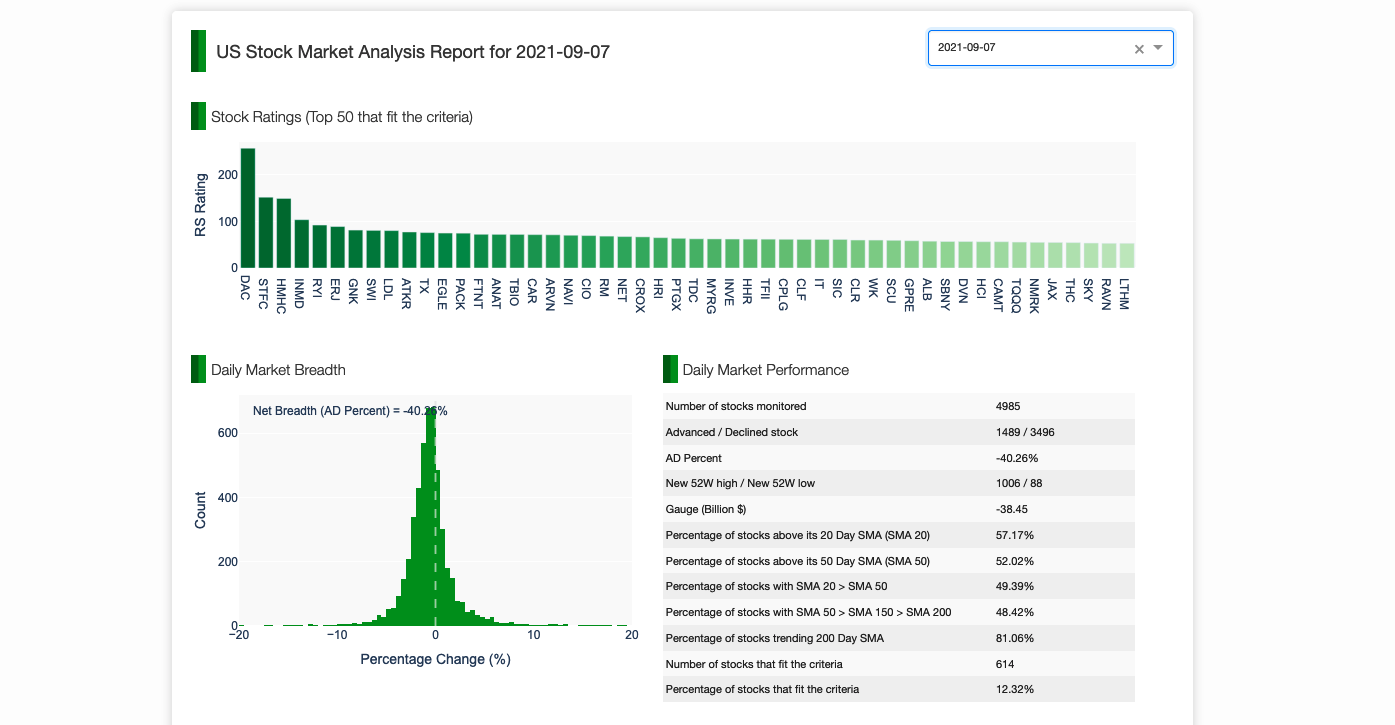 US Stock Market Analysis Report for 2021-09-07
2021-09-07
Stock Ratings (Top 50 that fit the criteria)
RS Rating
200
100
0
DAC STFC HMHC INMD RYI ERJ GNK SWI LDL ATKR TX EGLE PACK FTNT ANAT TBIO CAR ARVN NAVI CIO RM NET CROX HRI PTGX TDC MYRG INVE HHR TFII CPLG CLF IT SIC CLR WK SCU GPRE ALB SBNY DVN HCI CAMT TQQQ NMRK JAX THC SKY RAVN LTHM
Daily Market Breadth
Net Breadth (AD Percent) = -40.26%
Count
600
400
200
0
−20 −10 0 10 20
Percentage Change (%)
Daily Market Performance
Number of stocks monitored 4985
Advanced / Declined stock 1489 / 3496
AD Percent -40.26%
New 52W high / New 52W low 1006 / 88
Gauge (Billion $) -38.45
Percentage of stocks above its 20 Day SMA (SMA 20) 57.17%
Percentage of stocks above its 50 Day SMA (SMA 50) 52.02%
Percentage of stocks with SMA 20 > SMA 50 49.39%
Percentage of stocks with SMA 50 > SMA 150 > SMA 200 48.42%
Percentage of stocks trending 200 Day SMA 81.06%
Number of stocks that fit the criteria 614
Percentage of stocks that fit the criteria 12.32%